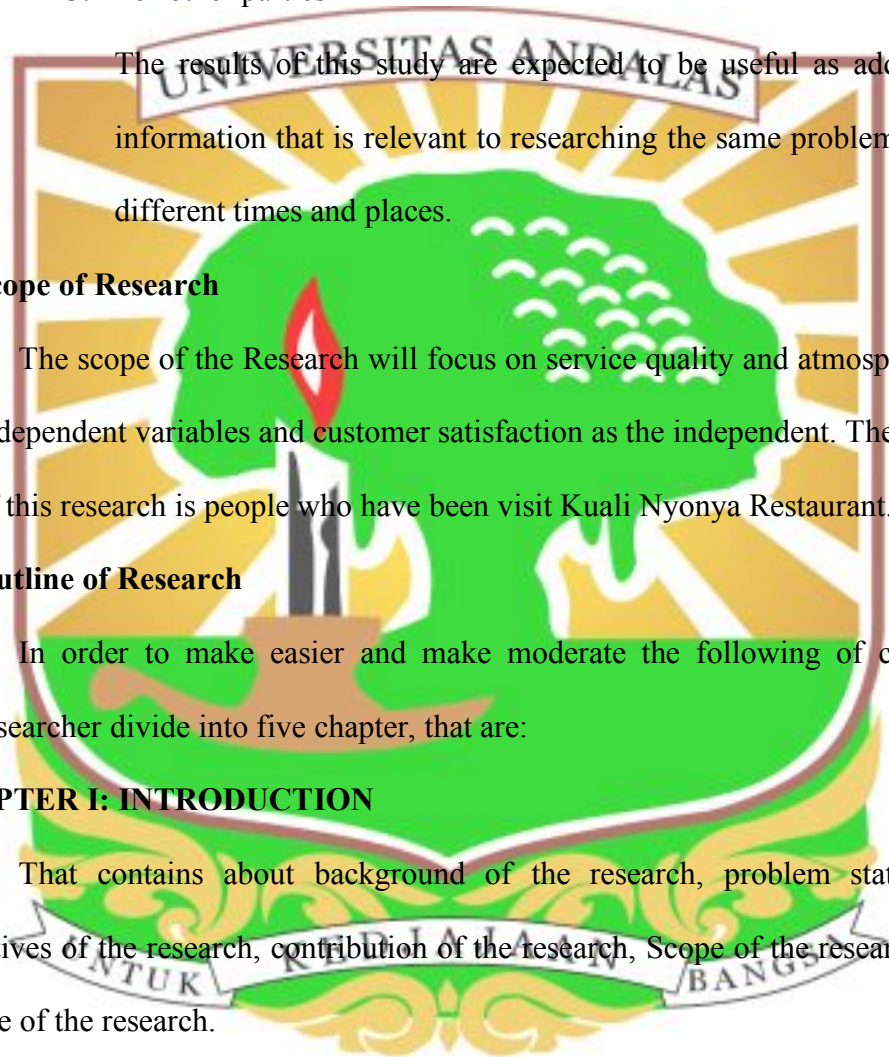 UNIVERSITAS ANDALAS
The results of this study are expected to be useful as add
information that is relevant to researching the same problem
different times and places.
cope of Research
The scope of the Research will focus on service quality and atmosp
dependent variables and customer satisfaction as the independent. The
this research is people who have been visit Kuali Nyonya Restaurant.
utline of Research
In order to make easier and make moderate the following of c
searcher divide into five chapter, that are:
PTER I: INTRODUCTION
That contains about background of the research, problem stat
tives of the research, contribution of the research, Scope of the resear
e of the research.
UNTUK KEDJAJAAN BANGSA